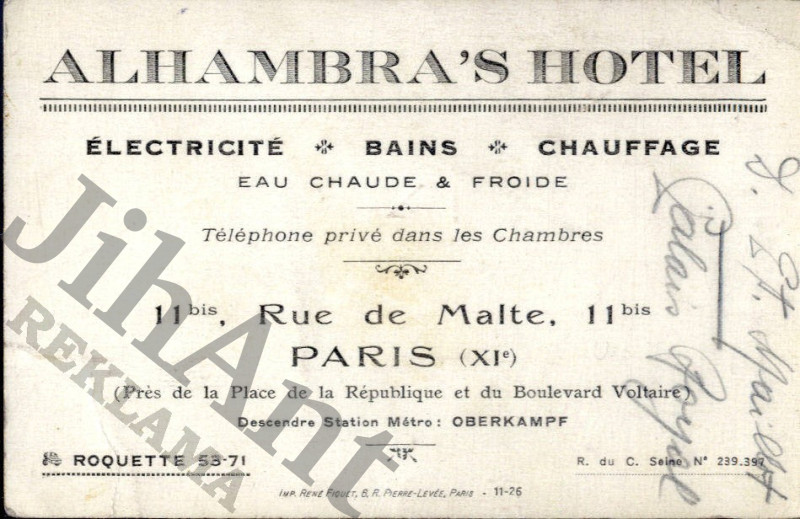 ALHAMBRA'S HOTEL
ÉLECTRICITÉ BAINS CHAUFFAGE
EAU CHAUDE & FROIDE
Téléphone privé dans les Chambres
11bis, Rue de Malte, 11bis
PARIS (XIe)
(Près de la Place de la République et du Boulevard Voltaire)
Descendre Station Métro: OBERKAMPF
ROQUETTE 53-71
R. du C. Seine N° 239.397
IMP. RENÉ FIQUET, 8, R. PIERRE-LEVÉE, PARIS - 11-26
Palais Royal
JihAnt
REKLAMA